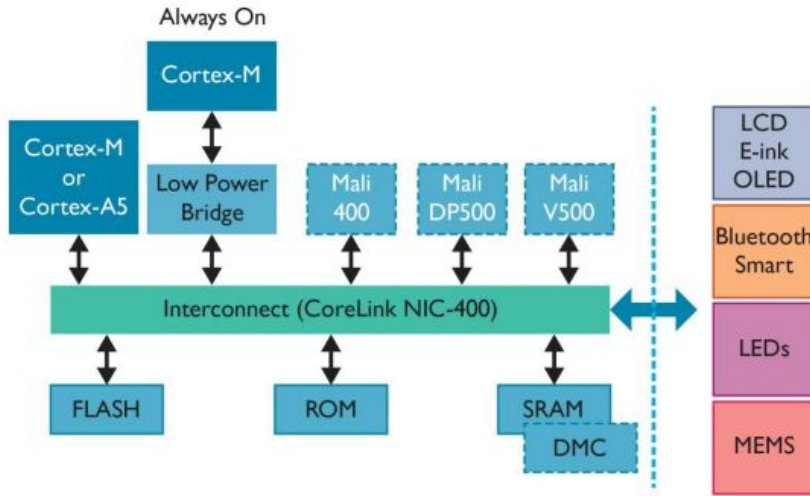 Always On
Cortex-M
Cortex-M
or
Cortex-A5
Low Power
Bridge
Mali
400
Mali
DP500
Mali
V500
Interconnect (CoreLink NIC-400)
FLASH
ROM
SRAM
DMC
LCD
E-ink
OLED
Bluetooth
Smart
LEDs
MEMS